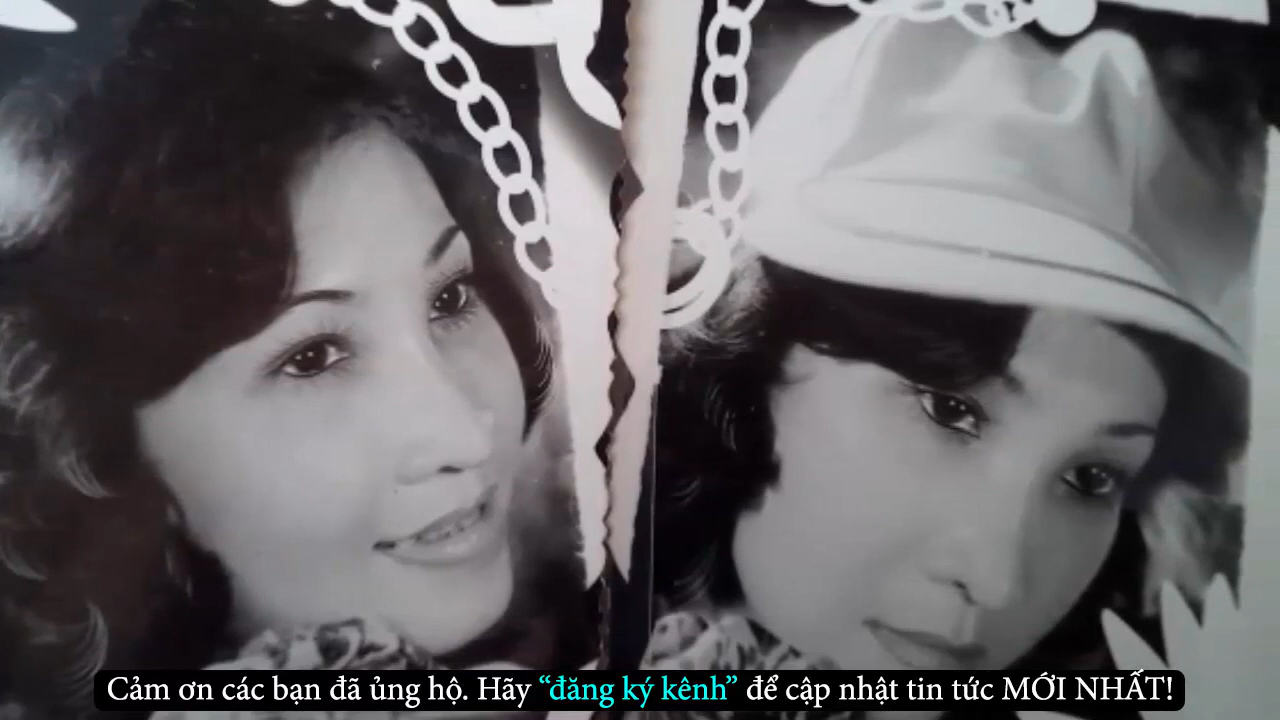 Cảm ơn các bạn đã ủng hộ. Hãy “đăng ký kênh” để cập nhật tin tức MỚI NHẤT!